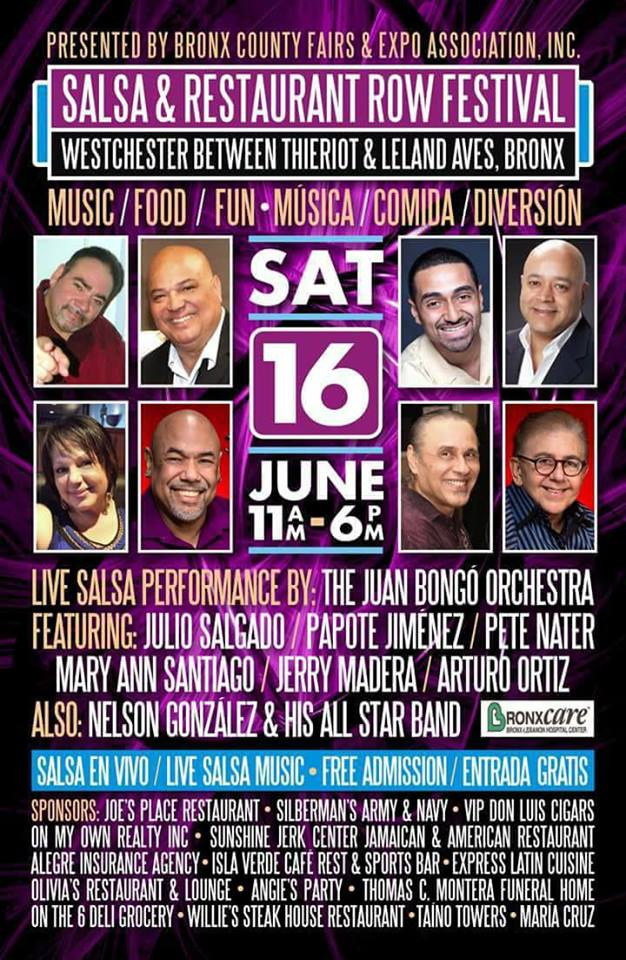 PRESENTED BY BRONX COUNTY FAIRS & EXPO ASSOCIATION, INC.
SALSA & RESTAURANT ROW FESTIVAL
WESTCHESTER BETWEEN THIERIOT & LELAND AVES, BRONX
MUSIC / FOOD / FUN • MÚSICA / COMIDA / DIVERSIÓN
SAT
16
JUNE
11AM - 6PM
LIVE SALSA PERFORMANCE BY: THE JUAN BONGÓ ORCHESTRA
FEATURING: JULIO SALGADO / PAPOTE JIMÉNEZ / PETE NATER
MARY ANN SANTIAGO / JERRY MADERA / ARTURO ORTIZ
ALSO: NELSON GONZÁLEZ & HIS ALL STAR BAND
BRONXcare
BRONX-LEBANON HOSPITAL CENTER
SALSA EN VIVO / LIVE SALSA MUSIC • FREE ADMISSION / ENTRADA GRATIS
SPONSORS: JOE'S PLACE RESTAURANT • SILBERMAN'S ARMY & NAVY • VIP DON LUIS CIGARS
ON MY OWN REALTY INC • SUNSHINE JERK CENTER JAMAICAN & AMERICAN RESTAURANT
ALEGRE INSURANCE AGENCY • ISLA VERDE CAFÉ REST & SPORTS BAR • EXPRESS LATIN CUISINE
OLIVIA'S RESTAURANT & LOUNGE • ANGIE'S PARTY • THOMAS C. MONTERA FUNERAL HOME
ON THE 6 DELI GROCERY • WILLIE'S STEAK HOUSE RESTAURANT • TAÍNO TOWERS • MARÍA CRUZ